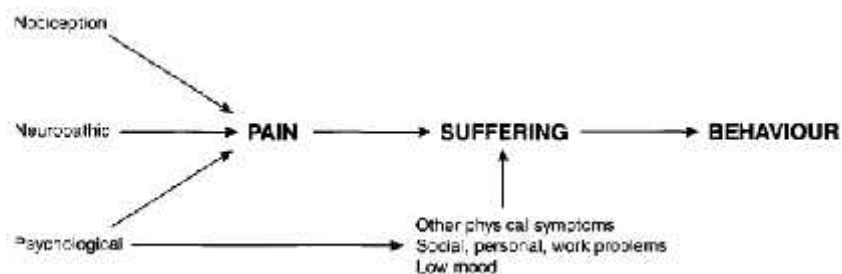 Nociception
Neuropathic
PAIN
SUFFERING
BEHAVIOUR
Psychological
Other physical symptoms
Social, personal, work problems
Low mood